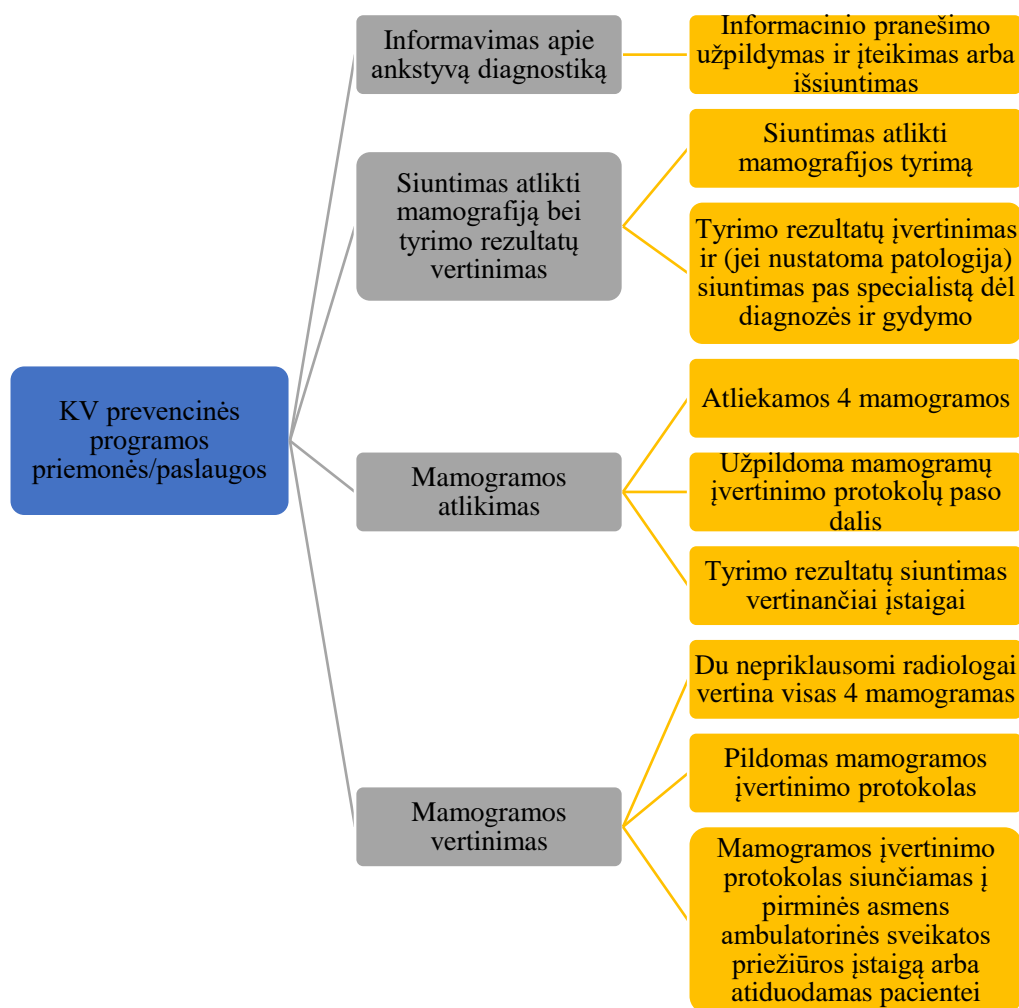 KV prevencinės
programos
priemonės/paslaugos
Informavimas apie
ankstyvą diagnostiką
Informacinio pranešimo
užpildymas ir įteikimas arba
išsiuntimas
Siuntimas atlikti
mamografiją bei
tyrimo rezultatų
vertinimas
Siuntimas atlikti
mamografijos tyrimą
Tyrimo rezultatų įvertinimas
ir (jei nustatoma patologija)
siuntimas pas specialistą dėl
diagnozės ir gydymo
Mamogramos
atlikimas
Atliekamos 4 mamogramos
Užpildoma mamogramų
įvertinimo protokolų paso
dalis
Tyrimo rezultatų siuntimas
vertinančiai įstaigai
Mamogramos
vertinimas
Du nepriklausomi radiologai
vertina visas 4 mamogramas
Pildomas mamogramos
įvertinimo protokolas
Mamogramos įvertinimo
protokolas siunčiamas į
pirminės asmens
ambulatorinės sveikatos
priežiūros įstaigą arba
atiduodamas pacientei